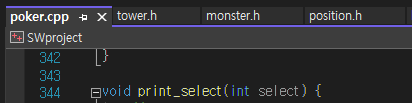 poker.cpp tower.h monster.h position.h
SWproject
342 }
343
344 void print_select(int select) {